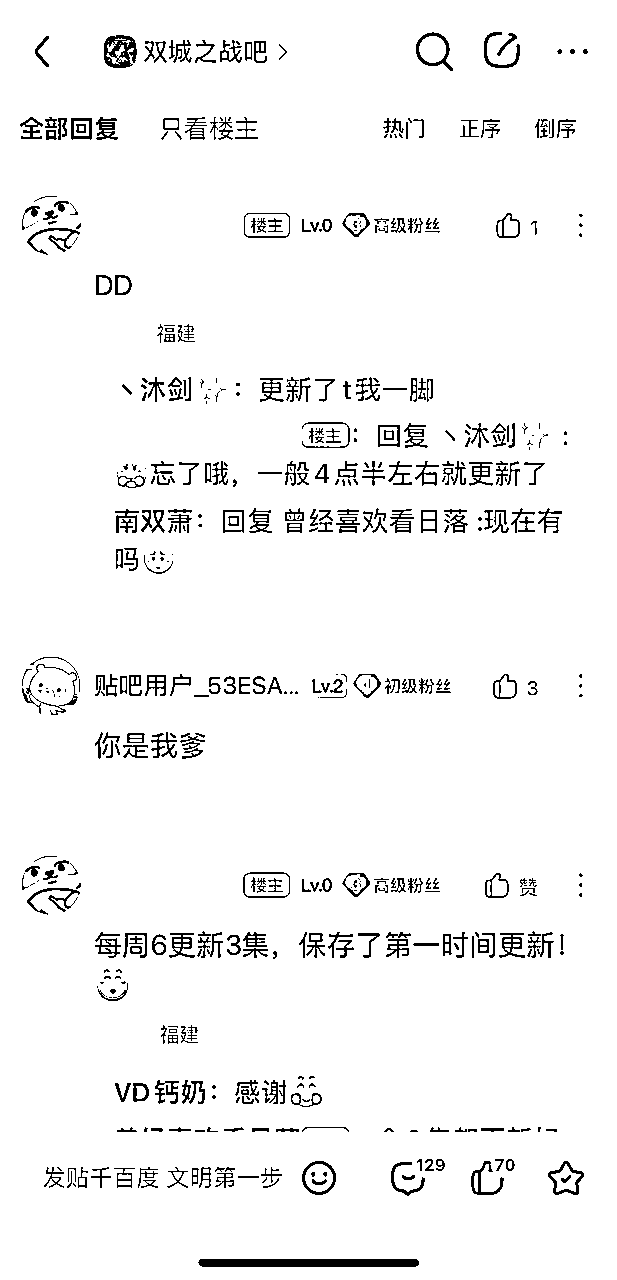 双城之战吧
全部回复 只看楼主 热门 正序 倒序
楼主 Lv.0 高级粉丝 1
DD
福建
丶沐剑：更新了t我一脚
楼主：回复 丶沐剑：
忘了哦，一般4点半左右就更新了
南双萧：回复 曾经喜欢看日落 :现在有
吗
贴吧用户_53ESA... Lv.2 初级粉丝 3
你是我爹
楼主 Lv.0 高级粉丝 赞
每周6更新3集，保存了第一时间更新！
福建
VD钙奶：感谢
发贴千百度 文明第一步 129 170